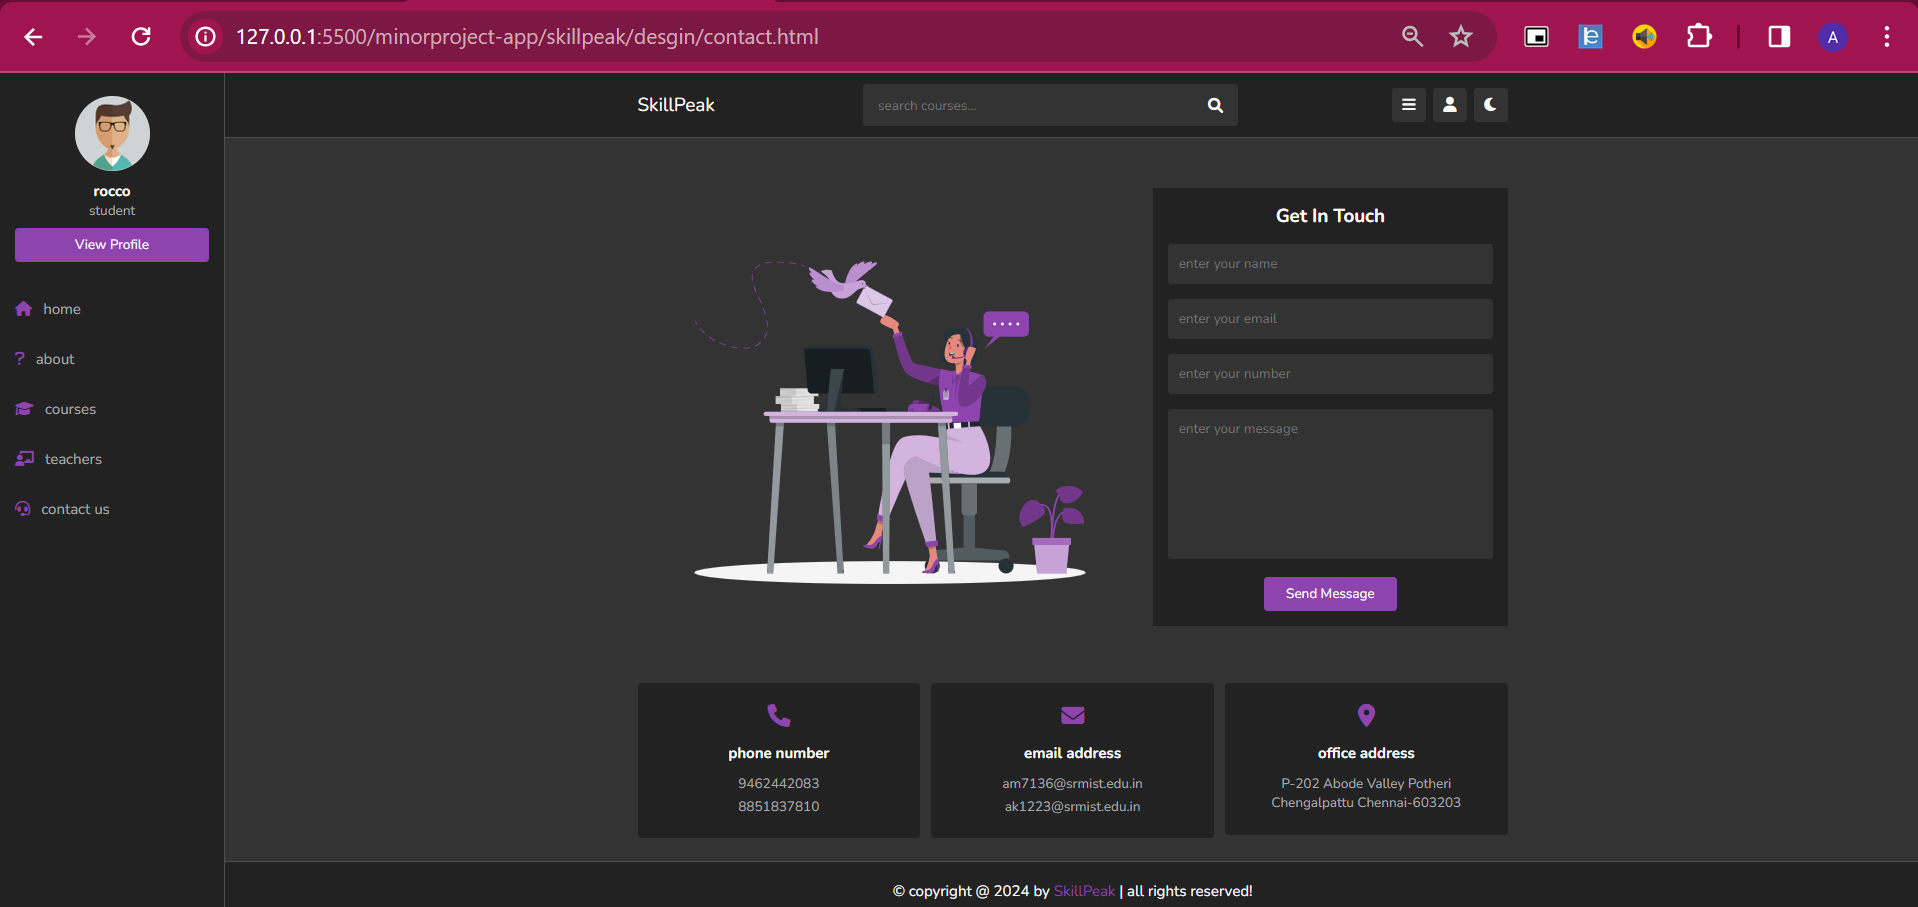 127.0.0.1:5500/minorproject-app/skillpeak/desgin/contact.html
A
rocco
student
View Profile
home
about
courses
teachers
contact us
SkillPeak
search courses...
Get In Touch
enter your name
enter your email
enter your number
enter your message
Send Message
phone number
9462442083
8851837810
email address
am7136@srmist.edu.in
ak1223@srmist.edu.in
office address
P-202 Abode Valley Potheri
Chengalpattu Chennai-603203
© copyright @ 2024 by SkillPeak | all rights reserved!